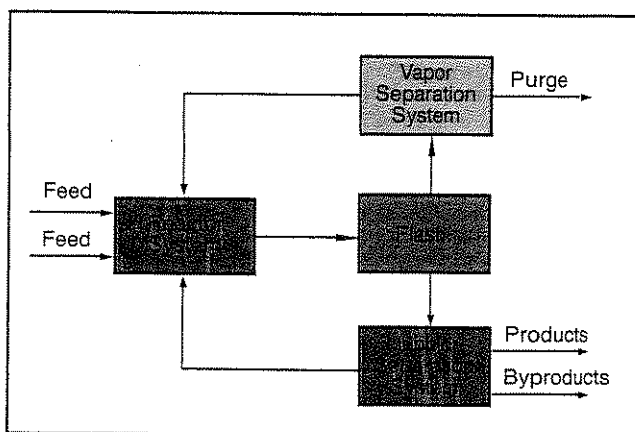 Vapor
Separation
System
Purge
Feed
Feed
Flash
Products
Byproducts